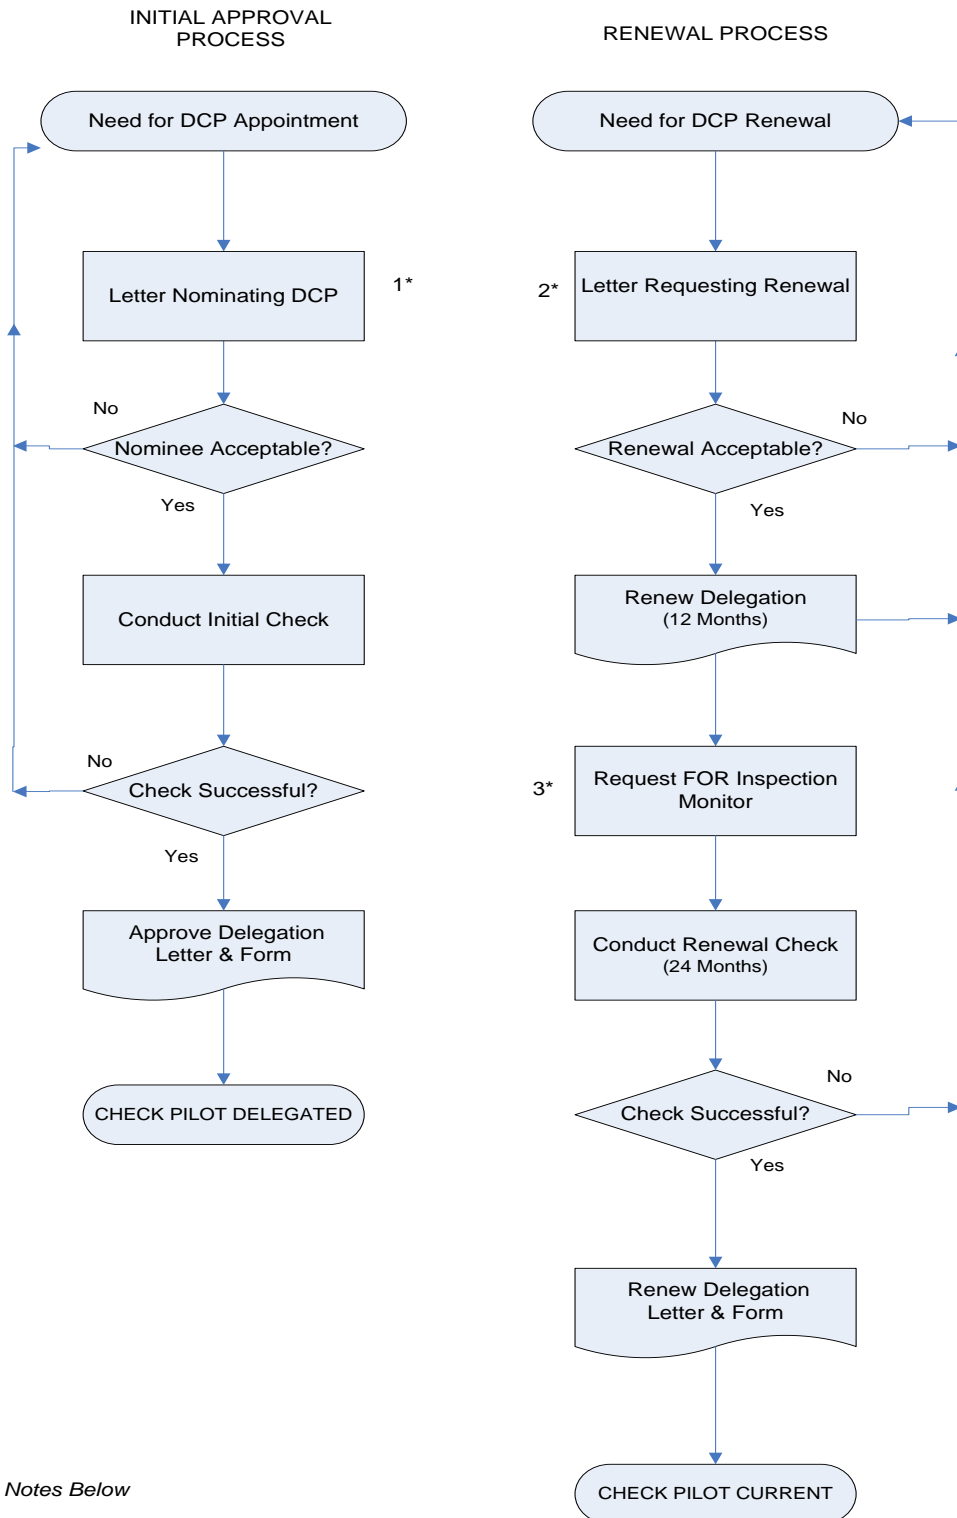 INITIAL APPROVAL
PROCESS
Need for DCP Appointment
Letter Nominating DCP
1*
No
Nominee Acceptable?
Yes
Conduct Initial Check
No
Check Successful?
Yes
Approve Delegation
Letter & Form
CHECK PILOT DELEGATED
Notes Below
RENEWAL PROCESS
Need for DCP Renewal
2*
Letter Requesting Renewal
No
Renewal Acceptable?
Yes
Renew Delegation
(12 Months)
3*
Request FOR Inspection
Monitor
Conduct Renewal Check
(24 Months)
No
Check Successful?
Yes
Renew Delegation
Letter & Form
CHECK PILOT CURRENT